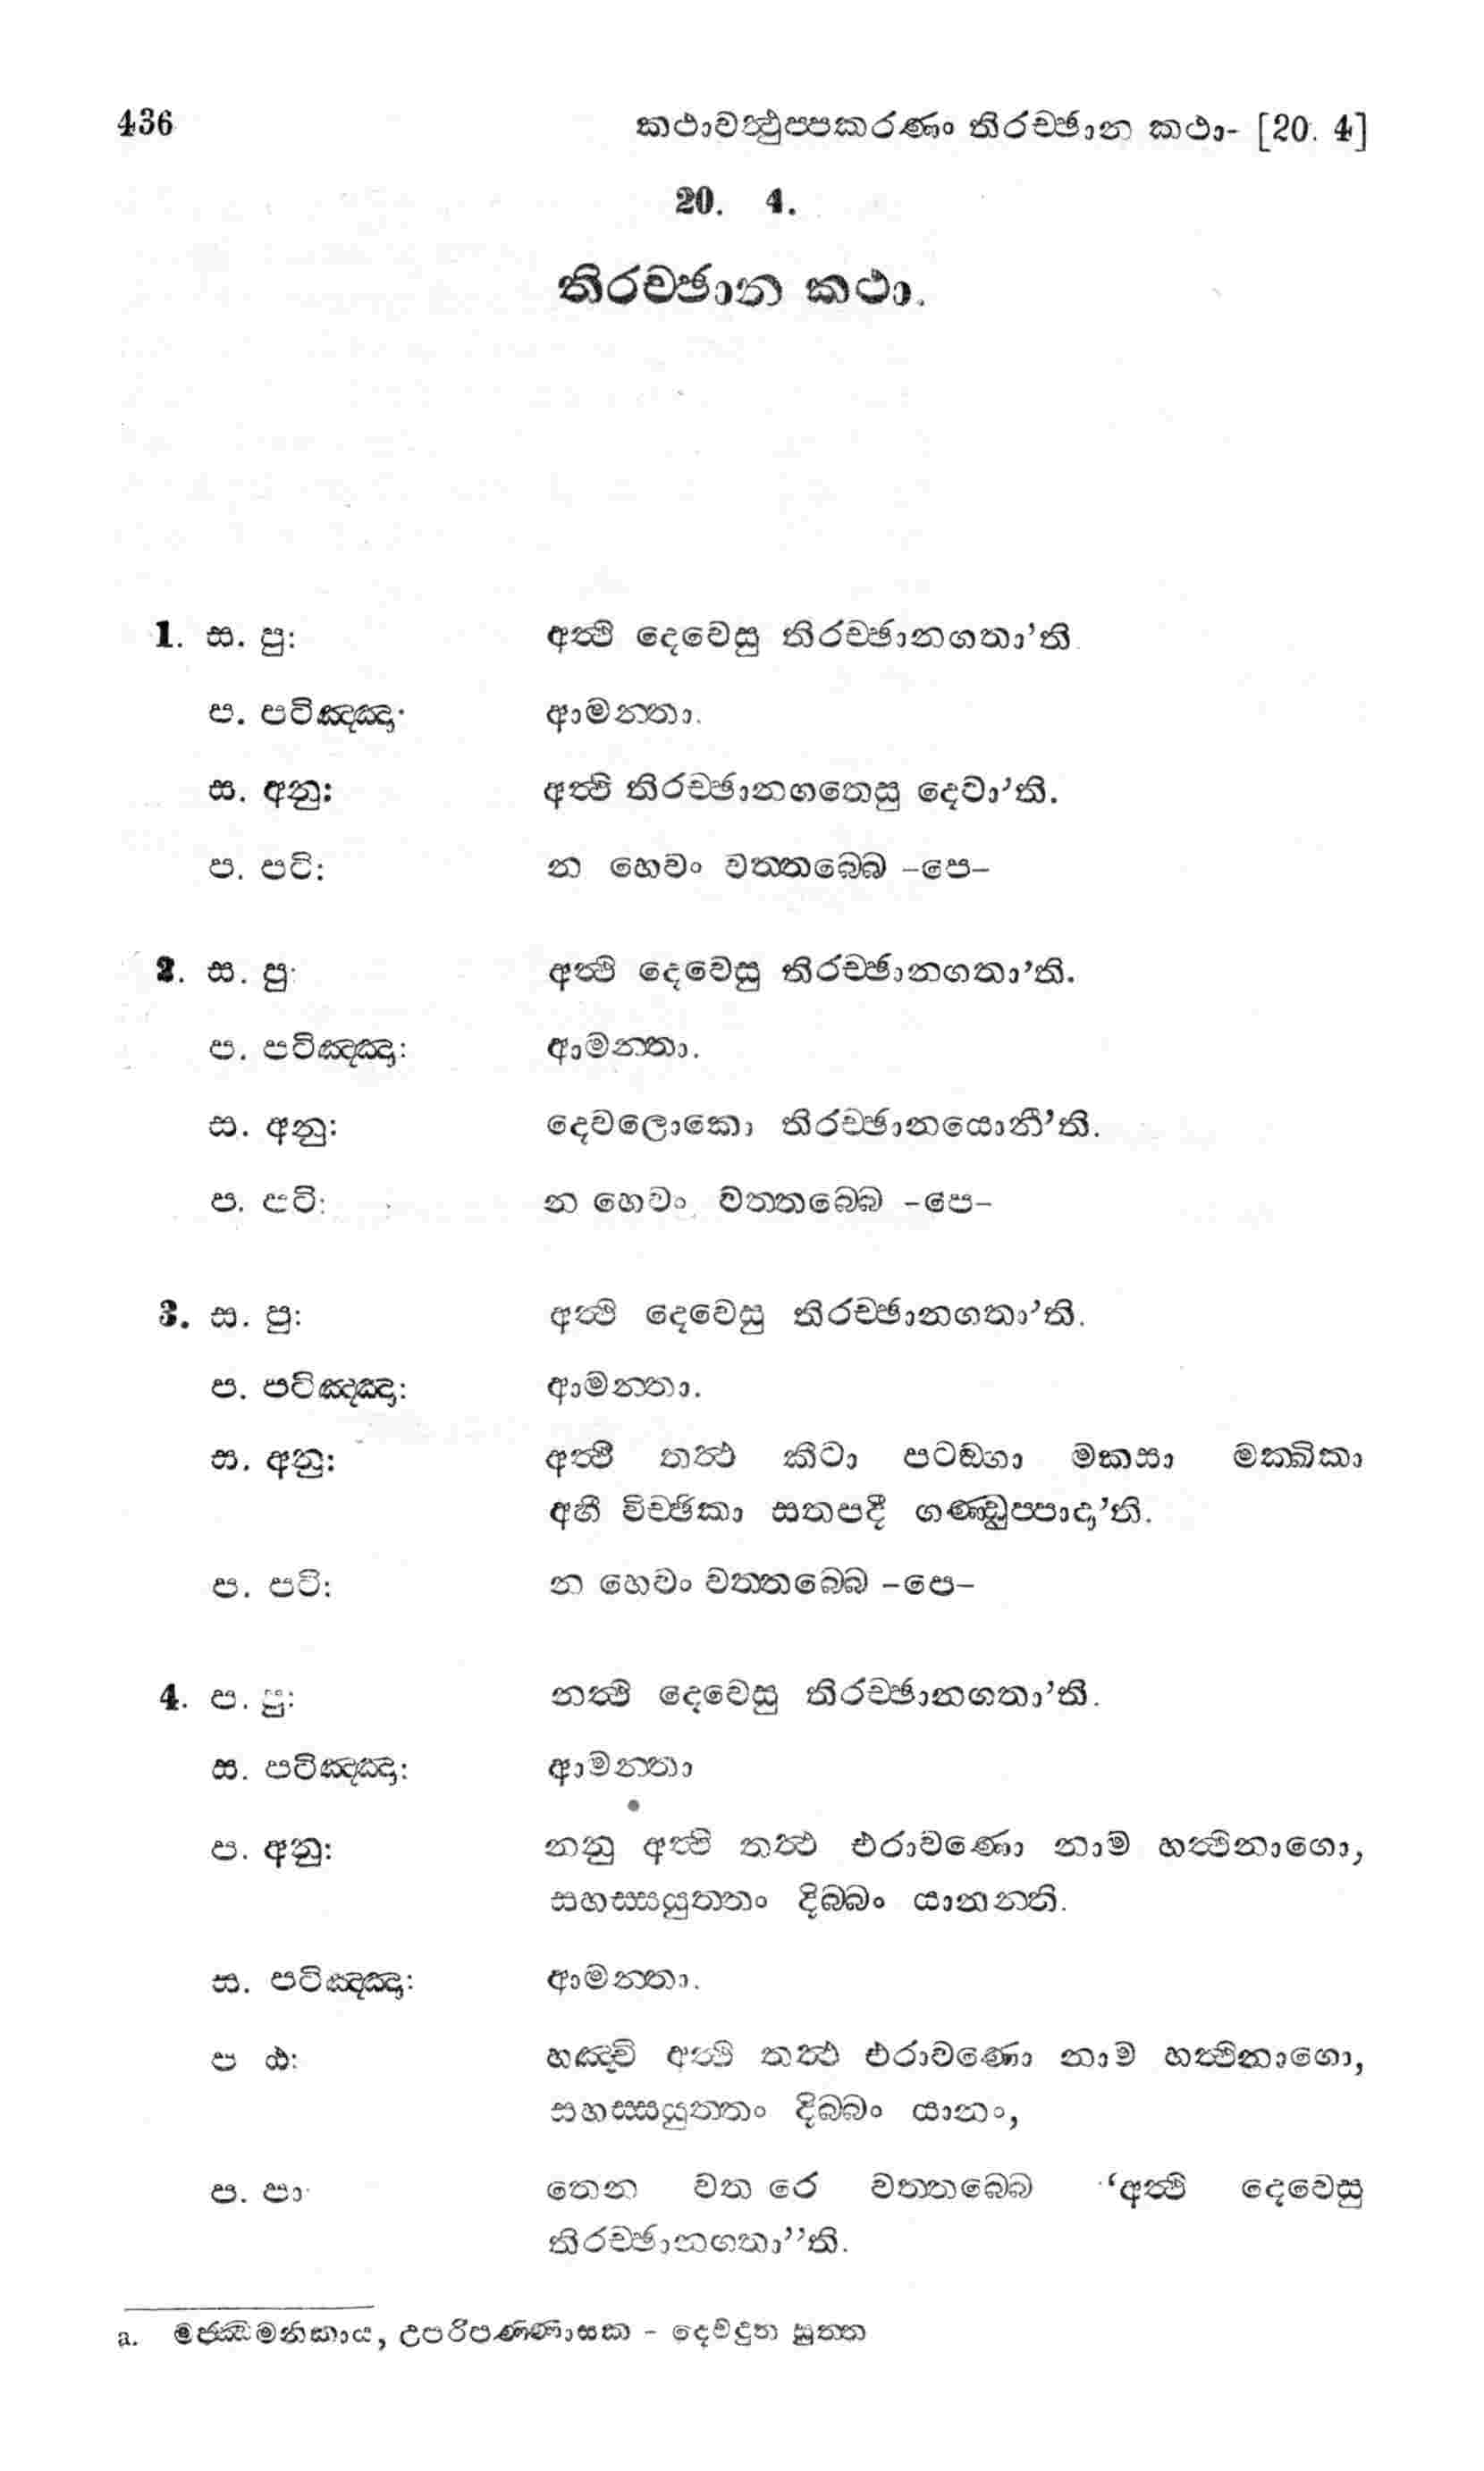 436 කථාවත්‍ථුප්පකරණං තිරච්ඡාන කථා- [20. 4]
20. 4.
තිරච්ඡාන කථා.
1. ස. පු: අත්‍ථි දෙවෙසු තිරච්ඡානගතා'ති
ප. පටිඤ්ඤා: ආමන්තා.
ස. අනු: අත්‍ථි තිරච්ඡානගතෙසු දෙවා'ති.
ප. පටි: න හෙවං වත්තබ්බෙ -පෙ-
2. ස. පු: අත්‍ථි දෙවෙසු තිරච්ඡානගතා'ති.
ප. පටිඤ්ඤා: ආමන්තා.
ස. අනු: දෙවලොකො තිරච්ඡානයොනී'ති.
ප. පටි: න හෙවං වත්තබ්බෙ -පෙ-
3. ස. පු: අත්‍ථි දෙවෙසු තිරච්ඡානගතා'ති.
ප. පටිඤ්ඤා: ආමන්තා.
ස. අනු: අත්‍ථි තත්‍ථ කීටා පටඞ්ගා මකසා මක්ඛිකා
අහී විච්ඡිකා සතපදී ගණ්ඩුප්පාදා'ති.
ප. පටි: න හෙවං වත්තබ්බෙ -පෙ-
4. ප. පු: නත්‍ථි දෙවෙසු තිරච්ඡානගතා'ති.
ස. පටිඤ්ඤා: ආමන්තා
ප. අනු: නනු අත්‍ථි තත්‍ථ එරාවණො නාම හත්‍ථිනාගො,
සහස්සයුත්තං දිබ්බං යානන්ති.
ස. පටිඤ්ඤා: ආමන්තා.
ප ඨ: හඤ්චි අත්‍ථි තත්‍ථ එරාවණො නාම හත්‍ථිනාගො,
සහස්සයුත්තං දිබ්බං යානං,
ප. පා· තෙන වත රෙ වත්තබ්බෙ ‘අත්‍ථි දෙවෙසු
තිරච්ඡානගතා’’ති.
a. මජ්ඣිමනිකාය, උපරිපණ්ණාසක - දෙවදූත සුත්ත